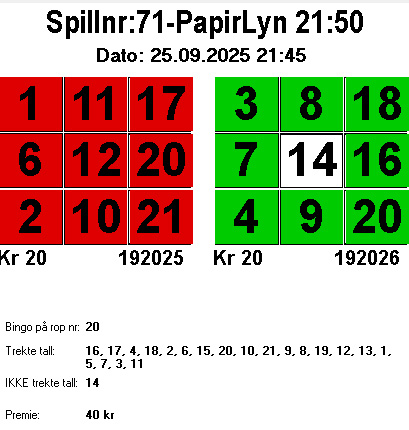 Spillnr:71-PapirLyn 21:50
Dato: 25.09.2025 21:45
1 11 17 3 8 18
6 12 20 7 14 16
2 10 21 4 9 20
Kr 20 192025 Kr 20 192026
Bingo på rop nr: 20
Trekte tall: 16, 17, 4, 18, 2, 6, 15, 20, 10, 21, 9, 8, 19, 12, 13, 1,
5, 7, 3, 11
IKKE trekte tall: 14
Premie: 40 kr